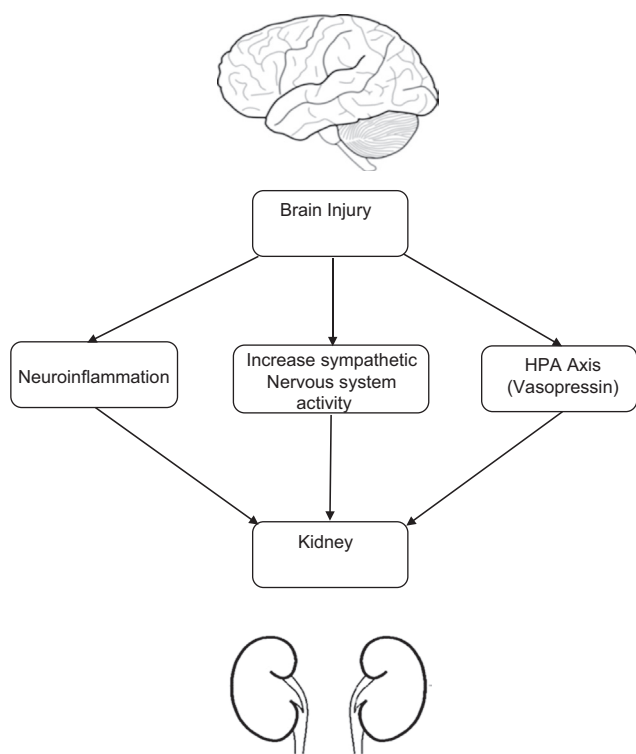 Brain Injury
Neuroinflammation
Increase sympathetic
Nervous system
activity
HPA Axis
(Vasopressin)
Kidney